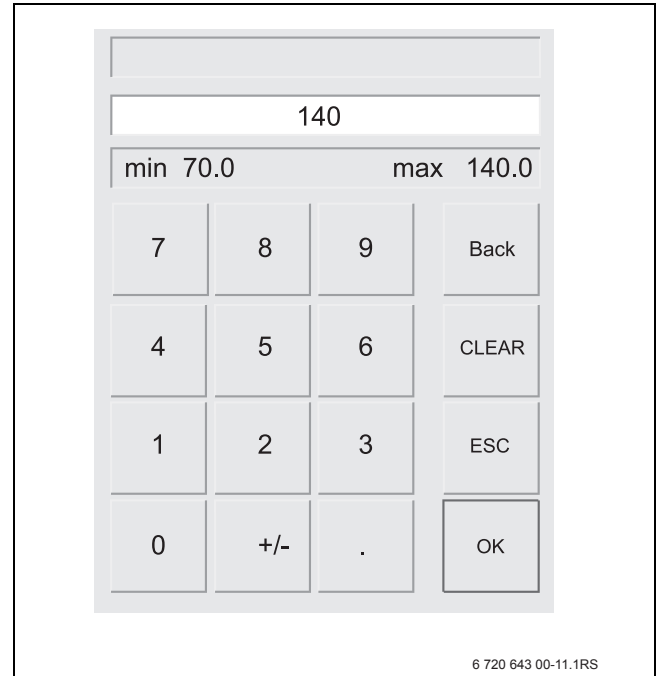 140
min 70.0 max 140.0
7 8 9 Back
4 5 6 CLEAR
1 2 3 ESC
0 +/- . OK
6 720 643 00-11.1RS